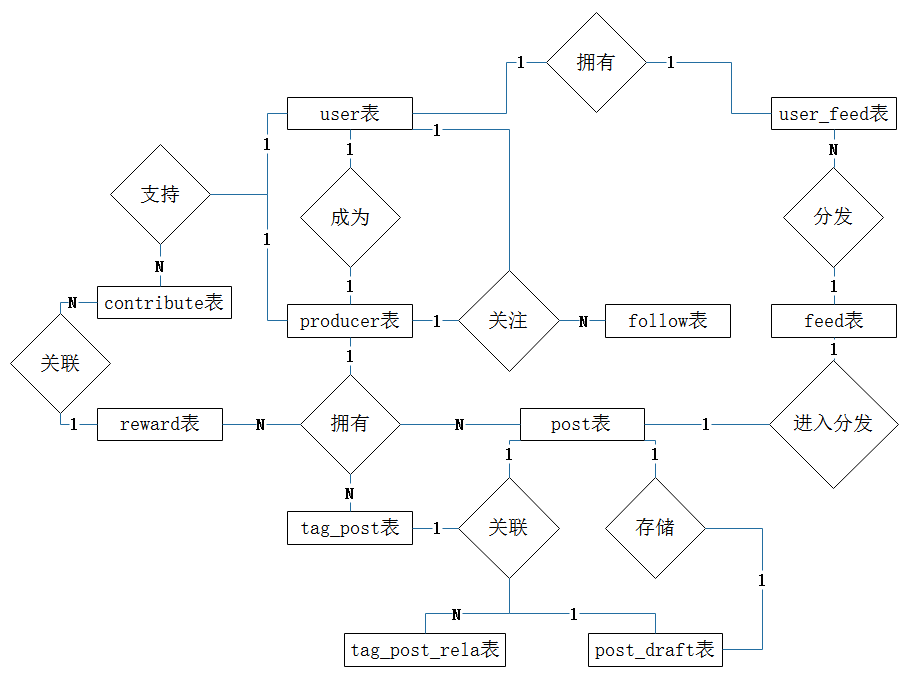 拥有
1
1
user表
user_feed表
1
1
1
N
支持
成为
分发
1
N
1
1
N
contribute表
producer表
1
关注
N
follow表
feed表
1
1
关联
1
reward表
N
拥有
N
post表
1
进入分发
1
1
N
tag_post表
1
关联
存储
1
N
1
tag_post_rela表
post_draft表